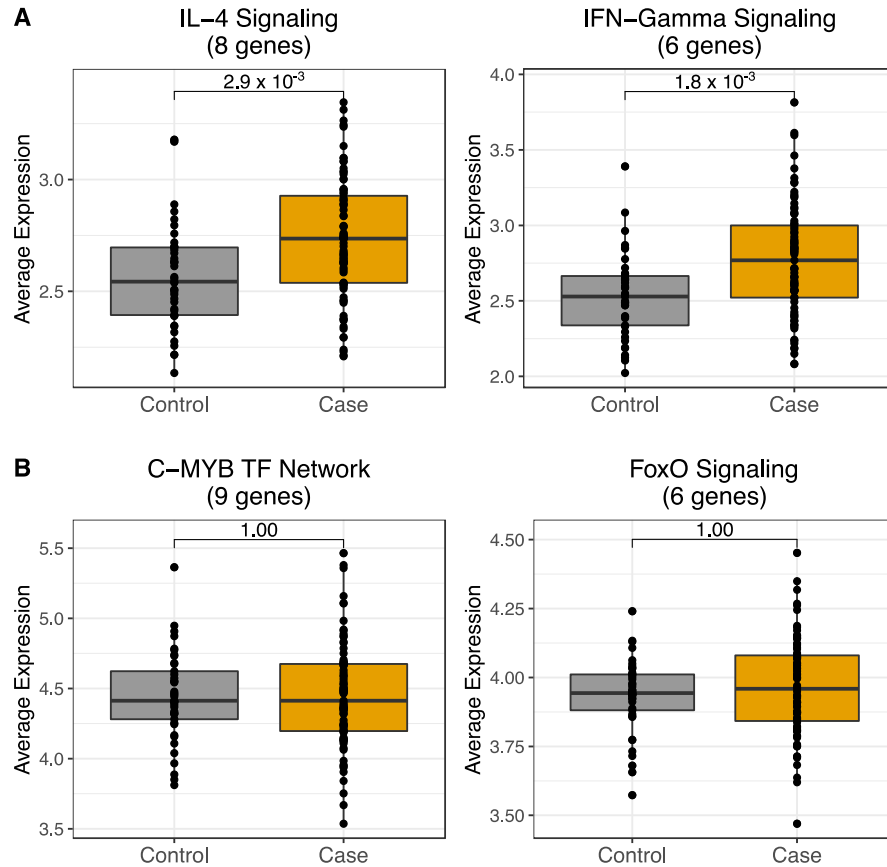 A
IL−4 Signaling
(8 genes)
2.9 x 10⁻³
Average Expression
3.0
2.5
Control
Case
IFN−Gamma Signaling
(6 genes)
1.8 x 10⁻³
Average Expression
4.0
3.5
3.0
2.5
2.0
Control
Case
B
C−MYB TF Network
(9 genes)
1.00
Average Expression
5.5
5.0
4.5
4.0
3.5
Control
Case
FoxO Signaling
(6 genes)
1.00
Average Expression
4.50
4.25
4.00
3.75
3.50
Control
Case